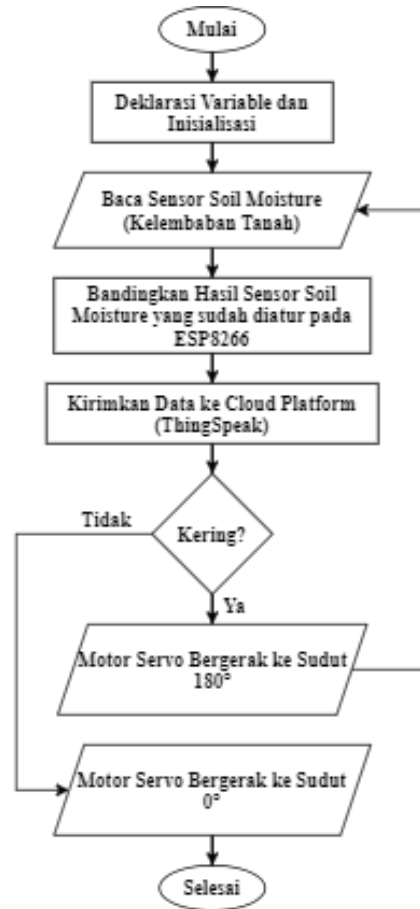 Mulai
Deklarasi Variable dan
Inisialisasi
Baca Sensor Soil Moisture
(Kelembaban Tanah)
Bandingkan Hasil Sensor Soil
Moisture yang sudah diatur pada
ESP8266
Kirimkan Data ke Cloud Platform
(ThingSpeak)
Tidak
Kering?
Ya
Motor Servo Bergerak ke Sudut
180°
Motor Servo Bergerak ke Sudut
0°
Selesai